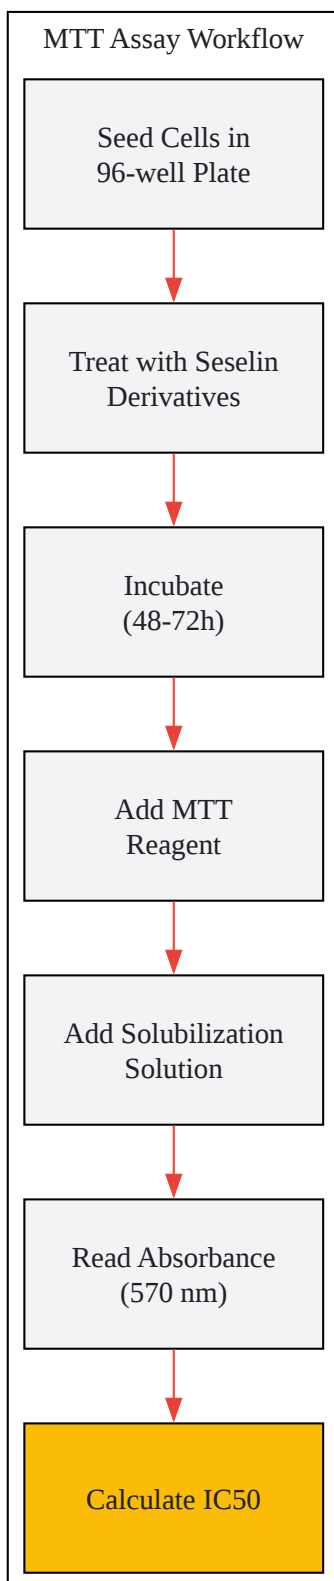 MTT Assay Workflow
Seed Cells in
96-well Plate
Treat with Seselin
Derivatives
Incubate
(48-72h)
Add MTT
Reagent
Add Solubilization
Solution
Read Absorbance
(570 nm)
Calculate IC50